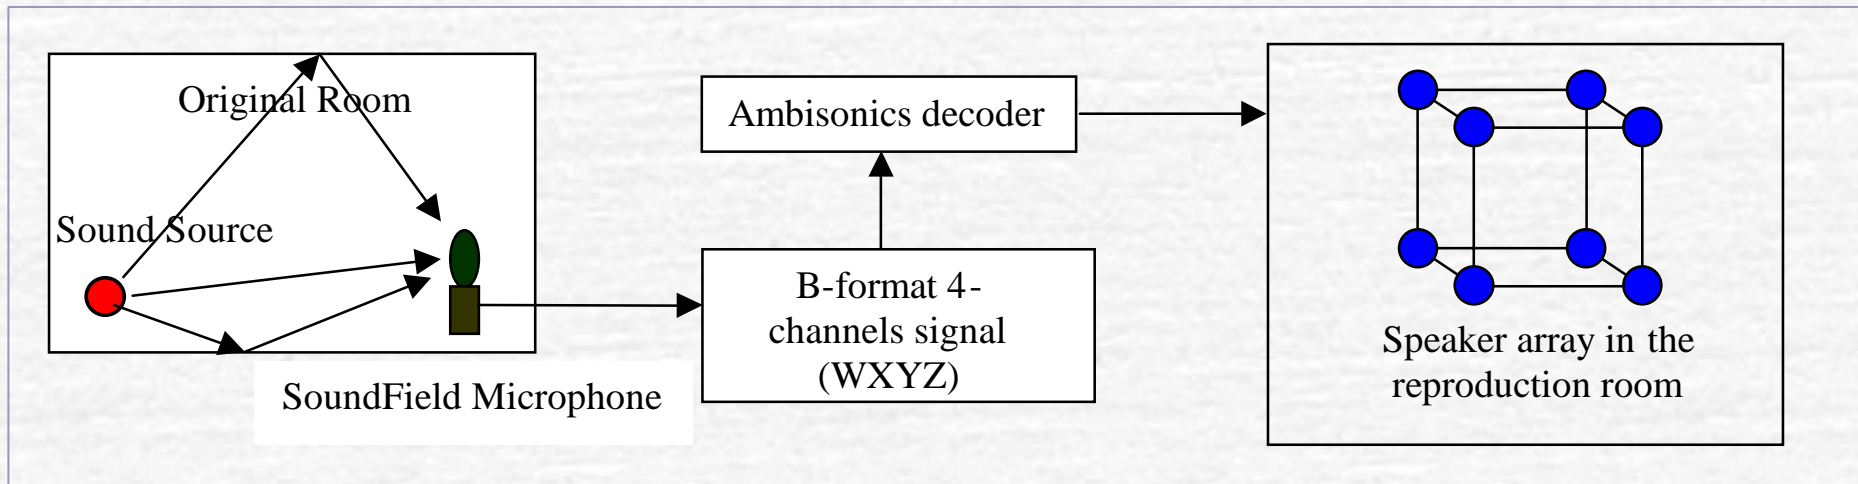 Original Room
Sound Source
SoundField Microphone
Ambisonics decoder
B-format 4-
channels signal
(WXYZ)
Speaker array in the
reproduction room